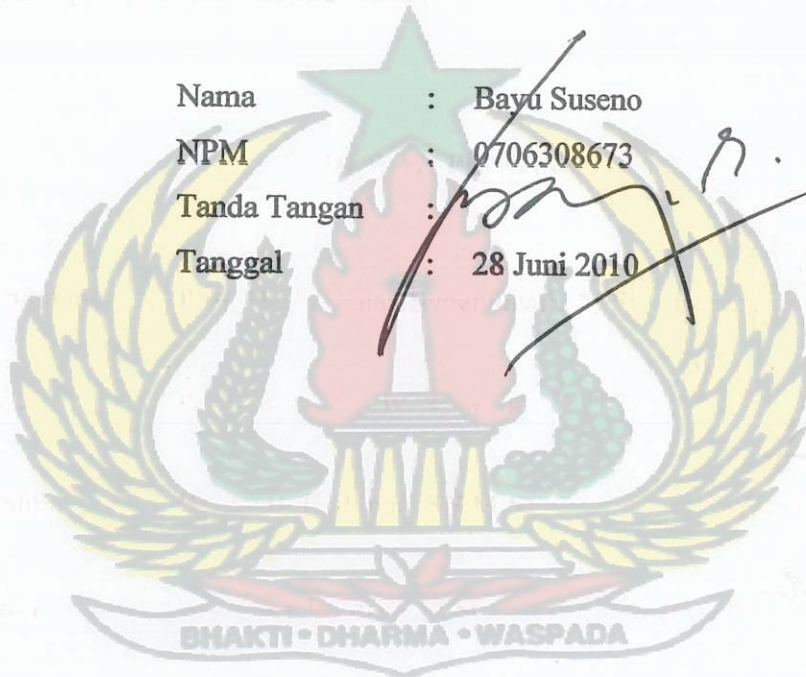 Nama : Bayu Suseno
NPM : 0706308673
Tanda Tangan :
Tanggal : 28 Juni 2010
BHAKTI • DHARMA • WASPADA